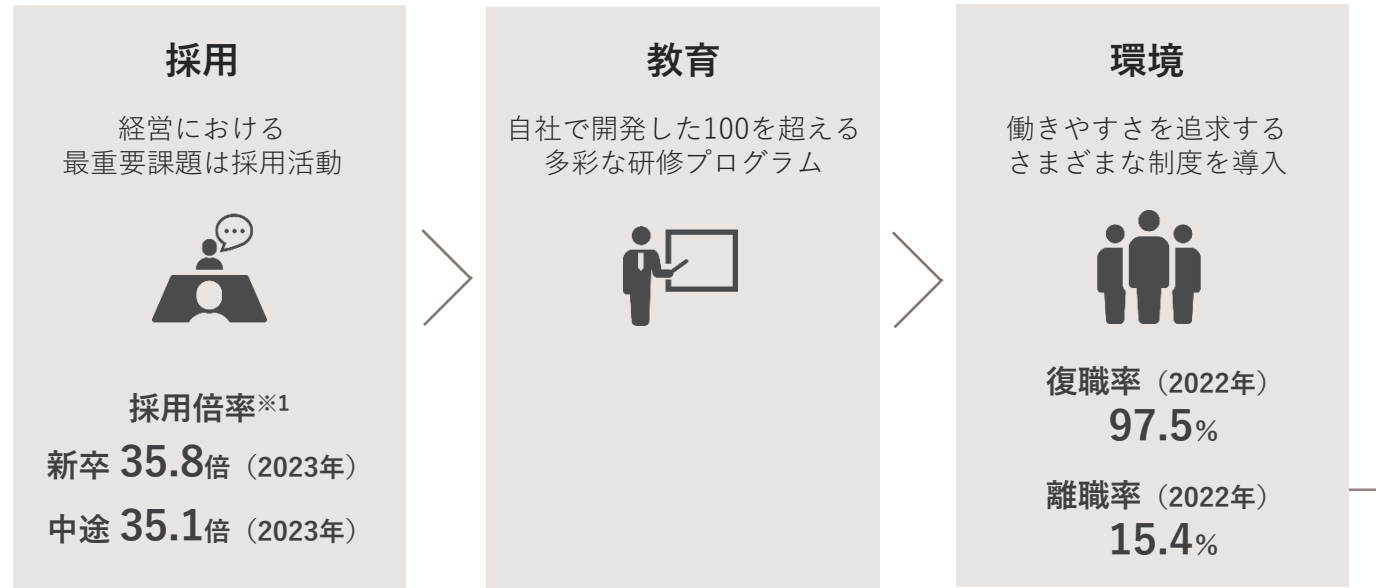 採用
経営における
最重要課題は採用活動
採用倍率※1
新卒 35.8倍（2023年）
中途 35.1倍（2023年）
教育
自社で開発した100を超える
多彩な研修プログラム
環境
働きやすさを追求する
さまざまな制度を導入
復職率（2022年）
97.5%
離職率（2022年）
15.4%